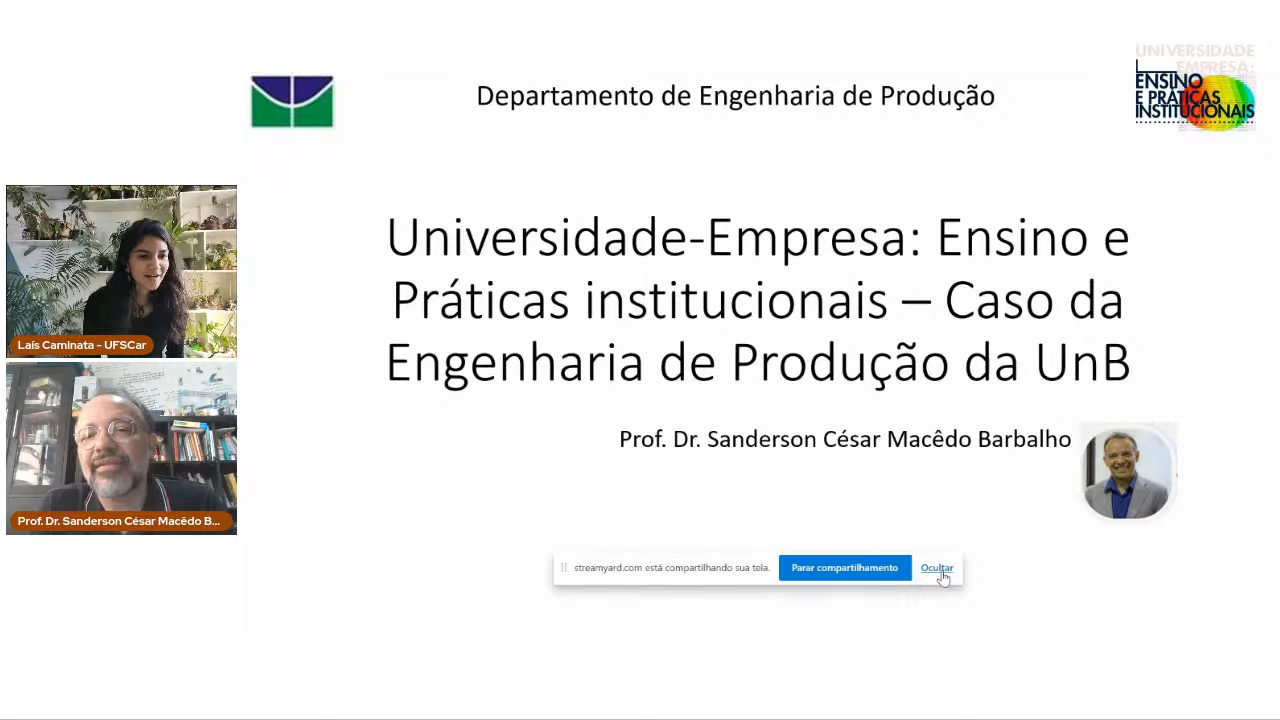 Departamento de Engenharia de Produção
UNIVERSIDADE
EMPRESA:
ENSINO
E PRÁTICAS
INSTITUCIONAIS
Universidade-Empresa: Ensino e
Práticas institucionais – Caso da
Engenharia de Produção da UnB
Prof. Dr. Sanderson César Macêdo Barbalho
Laís Caminata - UFSCar
Prof. Dr. Sanderson César Macêdo B...
streamyard.com está compartilhando sua tela.
Parar compartilhamento
Ocultar